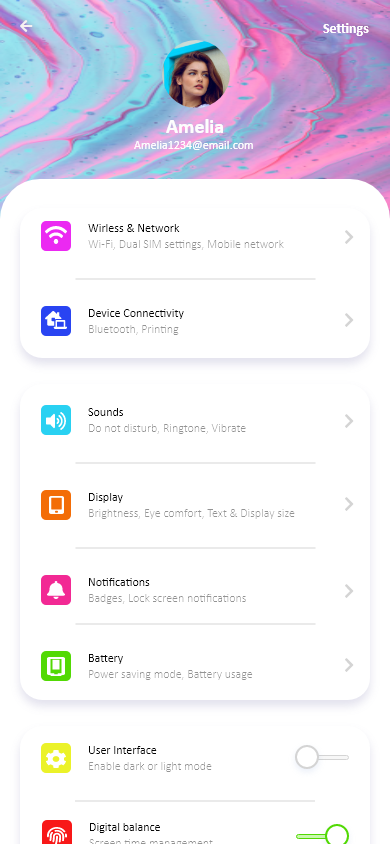 Settings
Amelia
Amelia1234@email.com
Wirless & Network
Wi-Fi, Dual SIM settings, Mobile network
Device Connectivity
Bluetooth, Printing
Sounds
Do not disturb, Ringtone, Vibrate
Display
Brightness, Eye comfort, Text & Display size
Notifications
Badges, Lock screen notifications
Battery
Power saving mode, Battery usage
User Interface
Enable dark or light mode
Digital balance
Screen time management